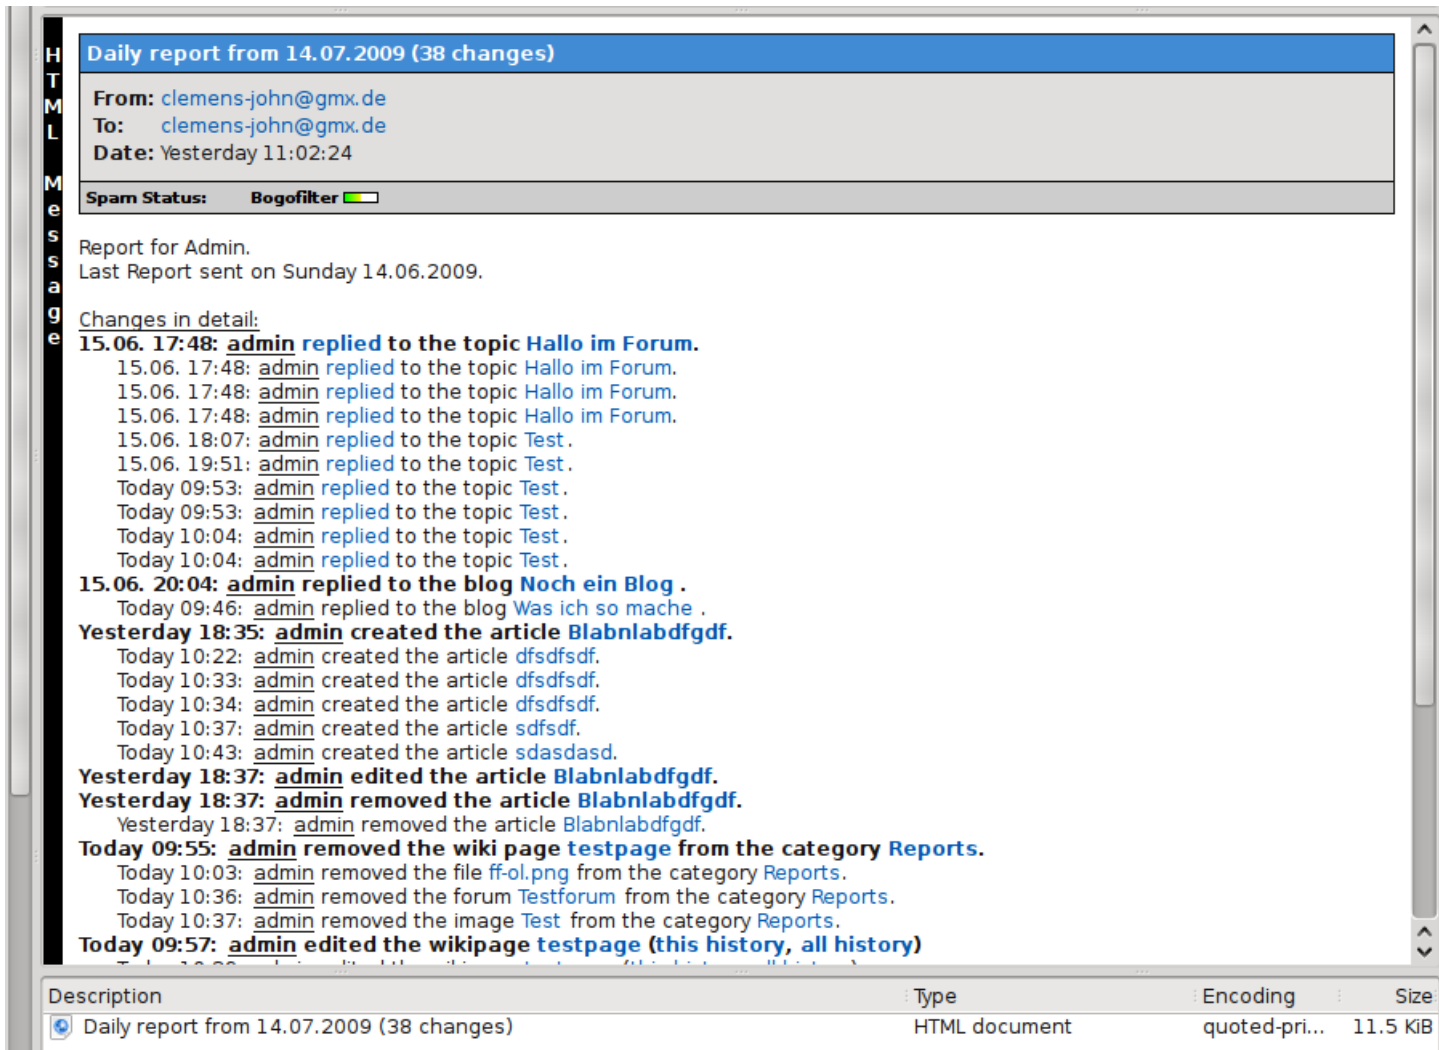 HTML Message
Daily report from 14.07.2009 (38 changes)
From: clemens-john@gmx.de
To: clemens-john@gmx.de
Date: Yesterday 11:02:24
Spam Status: Bogofilter
Report for Admin.
Last Report sent on Sunday 14.06.2009.
Changes in detail:
15.06. 17:48: admin replied to the topic Hallo im Forum.
15.06. 17:48: admin replied to the topic Hallo im Forum.
15.06. 17:48: admin replied to the topic Hallo im Forum.
15.06. 17:48: admin replied to the topic Hallo im Forum.
15.06. 18:07: admin replied to the topic Test .
15.06. 19:51: admin replied to the topic Test .
Today 09:53: admin replied to the topic Test .
Today 09:53: admin replied to the topic Test .
Today 10:04: admin replied to the topic Test .
Today 10:04: admin replied to the topic Test .
15.06. 20:04: admin replied to the blog Noch ein Blog .
Today 09:46: admin replied to the blog Was ich so mache .
Yesterday 18:35: admin created the article Blabnlabdfgdf.
Today 10:22: admin created the article dfsdfsdf.
Today 10:33: admin created the article dfsdfsdf.
Today 10:34: admin created the article dfsdfsdf.
Today 10:37: admin created the article sdfsdf.
Today 10:43: admin created the article sdasdasd.
Yesterday 18:37: admin edited the article Blabnlabdfgdf.
Yesterday 18:37: admin removed the article Blabnlabdfgdf.
Yesterday 18:37: admin removed the article Blabnlabdfgdf.
Today 09:55: admin removed the wiki page testpage from the category Reports.
Today 10:03: admin removed the file ff-ol.png from the category Reports.
Today 10:36: admin removed the forum Testforum from the category Reports.
Today 10:37: admin removed the image Test from the category Reports.
Today 09:57: admin edited the wikipage testpage (this history, all history)
Description Type Encoding Size
Daily report from 14.07.2009 (38 changes) HTML document quoted-pri... 11.5 KiB